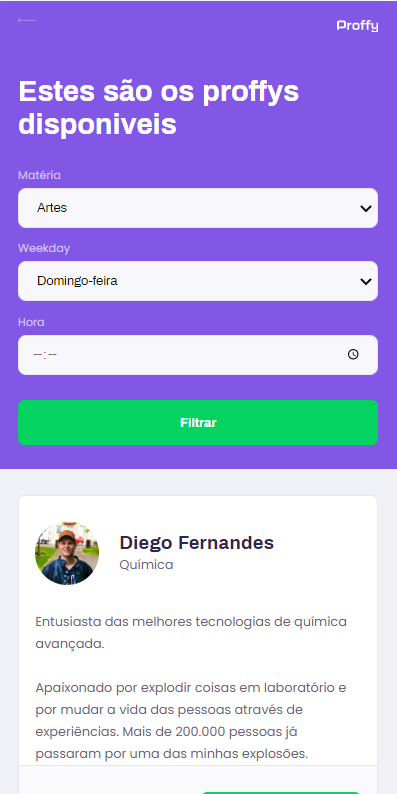 Proffy
Estes são os proffys
disponiveis
Matéria
Artes
Weekday
Domingo-feira
Hora
--:--
Filtrar
Diego Fernandes
Química
Entusiasta das melhores tecnologias de química
avançada.
Apaixonado por explodir coisas em laboratório e
por mudar a vida das pessoas através de
experiências. Mais de 200.000 pessoas já
passaram por uma das minhas explosões.